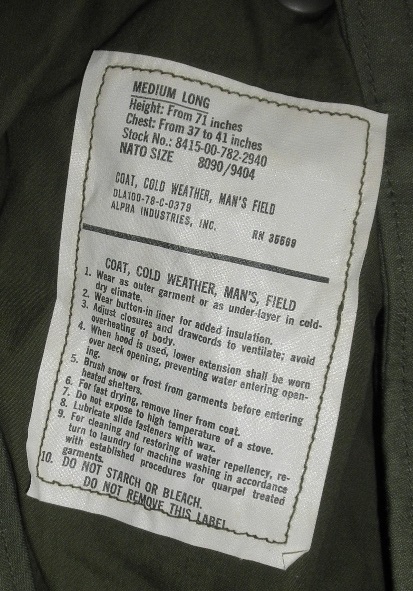 MEDIUM LONG
Height: From 71 inches
Chest: From 37 to 41 inches
Stock No.: 8415-00-782-2940
NATO SIZE 8090/9404
COAT, COLD WEATHER, MAN'S FIELD
DLA100-78-C-0379
ALPHA INDUSTRIES, INC. RN 35589
COAT, COLD WEATHER, MAN'S, FIELD
1. Wear as outer garment or as under-layer in cold-
dry climate.
2. Wear button-in liner for added insulation.
3. Adjust closures and drawcords to ventilate; avoid
overheating of body.
4. When hood is used, lower extension shall be worn
over neck opening, preventing water entering open-
ing.
5. Brush snow or frost from garments before entering
heated shelters.
6. For fast drying, remove liner from coat.
7. Do not expose to high temperature of a stove.
8. Lubricate slide fasteners with wax.
9. For cleaning and restoring of water repellency, re-
turn to laundry for machine washing in accordance
with established procedures for quarpel treated
garments.
10. DO NOT STARCH OR BLEACH.
DO NOT REMOVE THIS LABEL